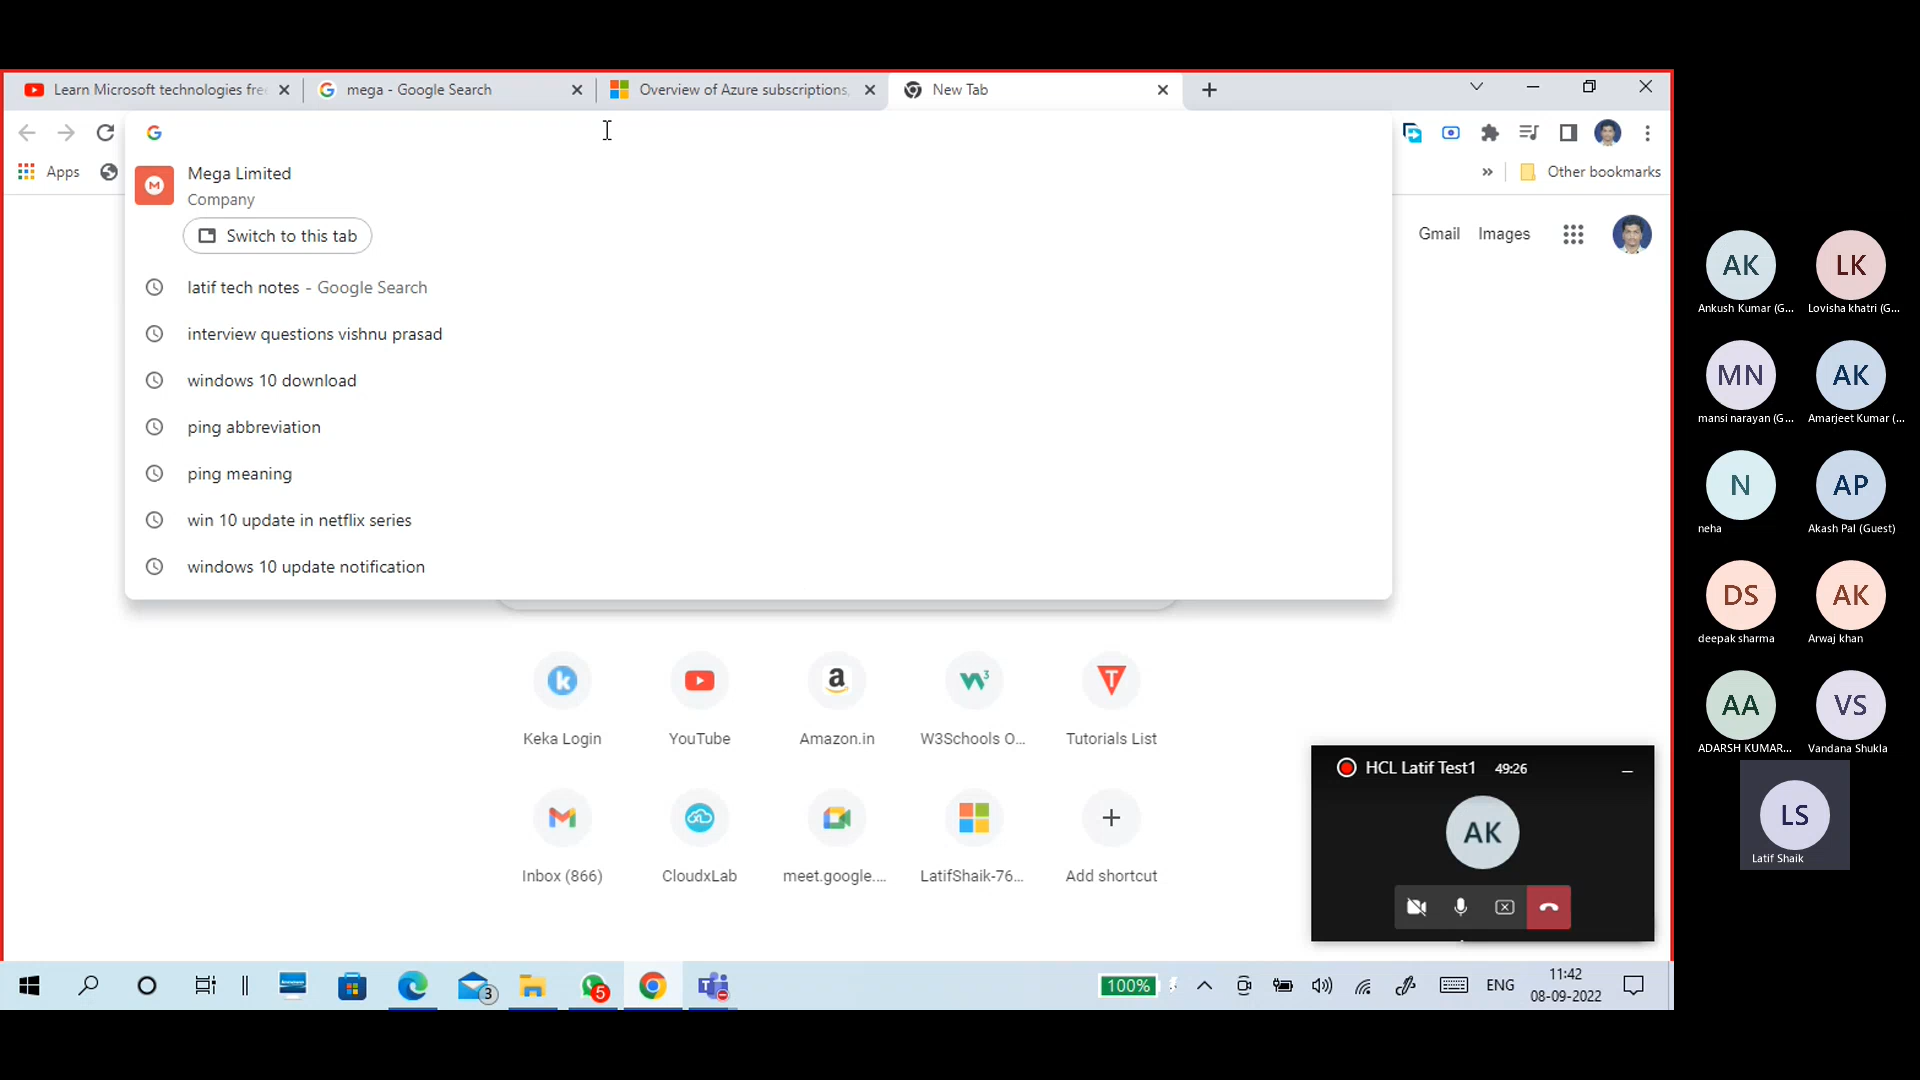 Learn Microsoft technologies fre
mega - Google Search
Overview of Azure subscriptions,
New Tab
Apps
Other bookmarks
Mega Limited
Company
Switch to this tab
latif tech notes - Google Search
interview questions vishnu prasad
windows 10 download
ping abbreviation
ping meaning
win 10 update in netflix series
windows 10 update notification
Gmail
Images
Keka Login
YouTube
Amazon.in
W3Schools O...
Tutorials List
Inbox (866)
CloudxLab
meet.google....
LatifShaik-76...
Add shortcut
HCL Latif Test1
49:26
AK
AK
Ankush Kumar (G...
LK
Lovisha khatri (G...
MN
mansi narayan (G...
AK
Amarjeet Kumar (...
N
neha
AP
Akash Pal (Guest)
DS
deepak sharma
AK
Arwaj khan
AA
ADARSH KUMAR...
VS
Vandana Shukla
LS
Latif Shaik
3
5
100%
ENG
11:42
08-09-2022